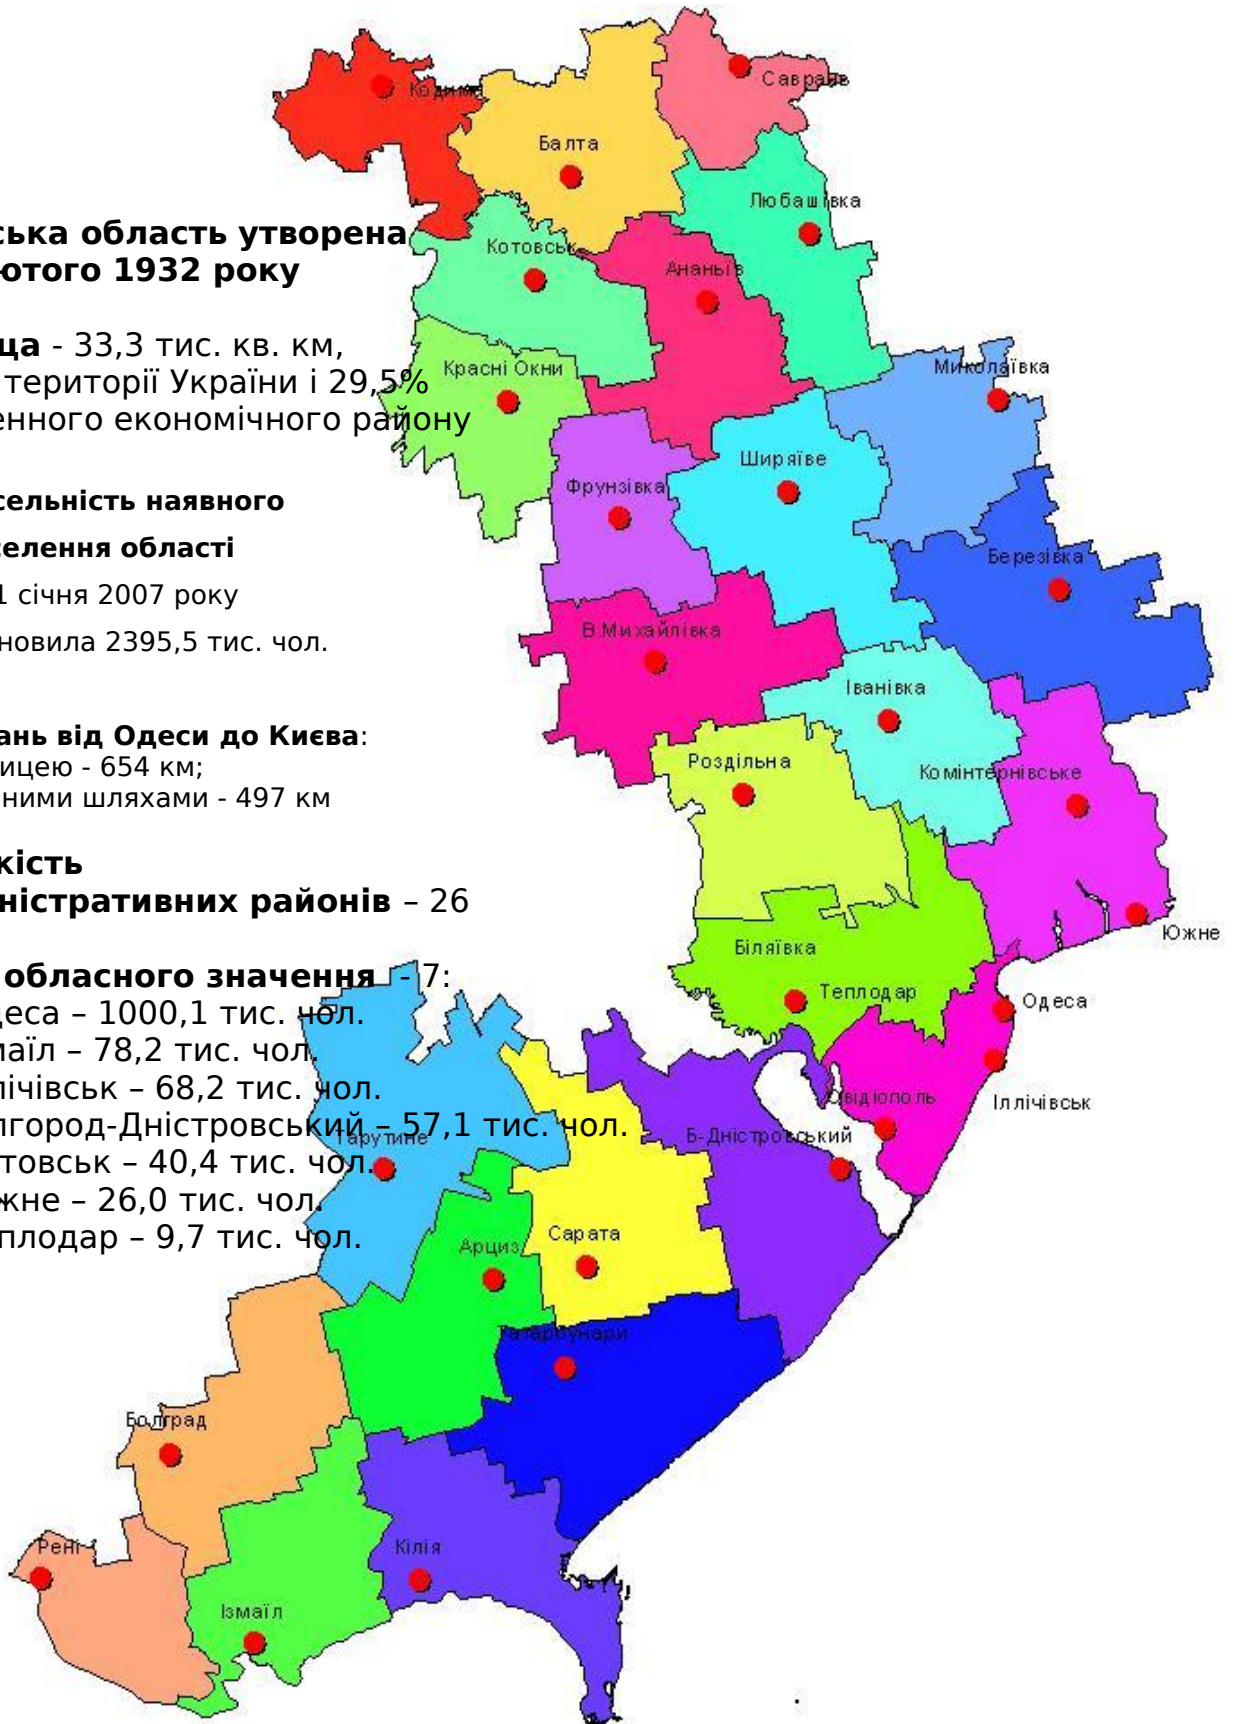 ська область утворена
ютого 1932 року
ща - 33,3 тис. кв. км,
території України і 29,5%
енного економічного району
сельність наявного
селення області
1 січня 2007 року
новила 2395,5 тис. чол.
ань від Одеси до Києва:
ицею - 654 км;
ними шляхами - 497 км
кість
ністративних районів – 26
обласного значення - 7:
еса – 1000,1 тис. чол.
маїл – 78,2 тис. чол.
лічівськ – 68,2 тис. чол.
лгород-Дністровський – 57,1 тис. чол.
товськ – 40,4 тис. чол.
жне – 26,0 тис. чол.
плодар – 9,7 тис. чол.
Кодима
Саврань
Балта
Любашівка
Котовськ
Ананьїв
Красні Окни
Миколаївка
Ширяїве
Фрунзівка
Березівка
В.Михайлівка
Іванівка
Роздільна
Комінтернівське
Южне
Біляївка
Теплодар
Одеса
Овідіополь
Іллічівськ
Б-Дністровський
Тарутине
Сарата
Арциз
Татарбунари
Болград
Рені
Кілія
Ізмаїл